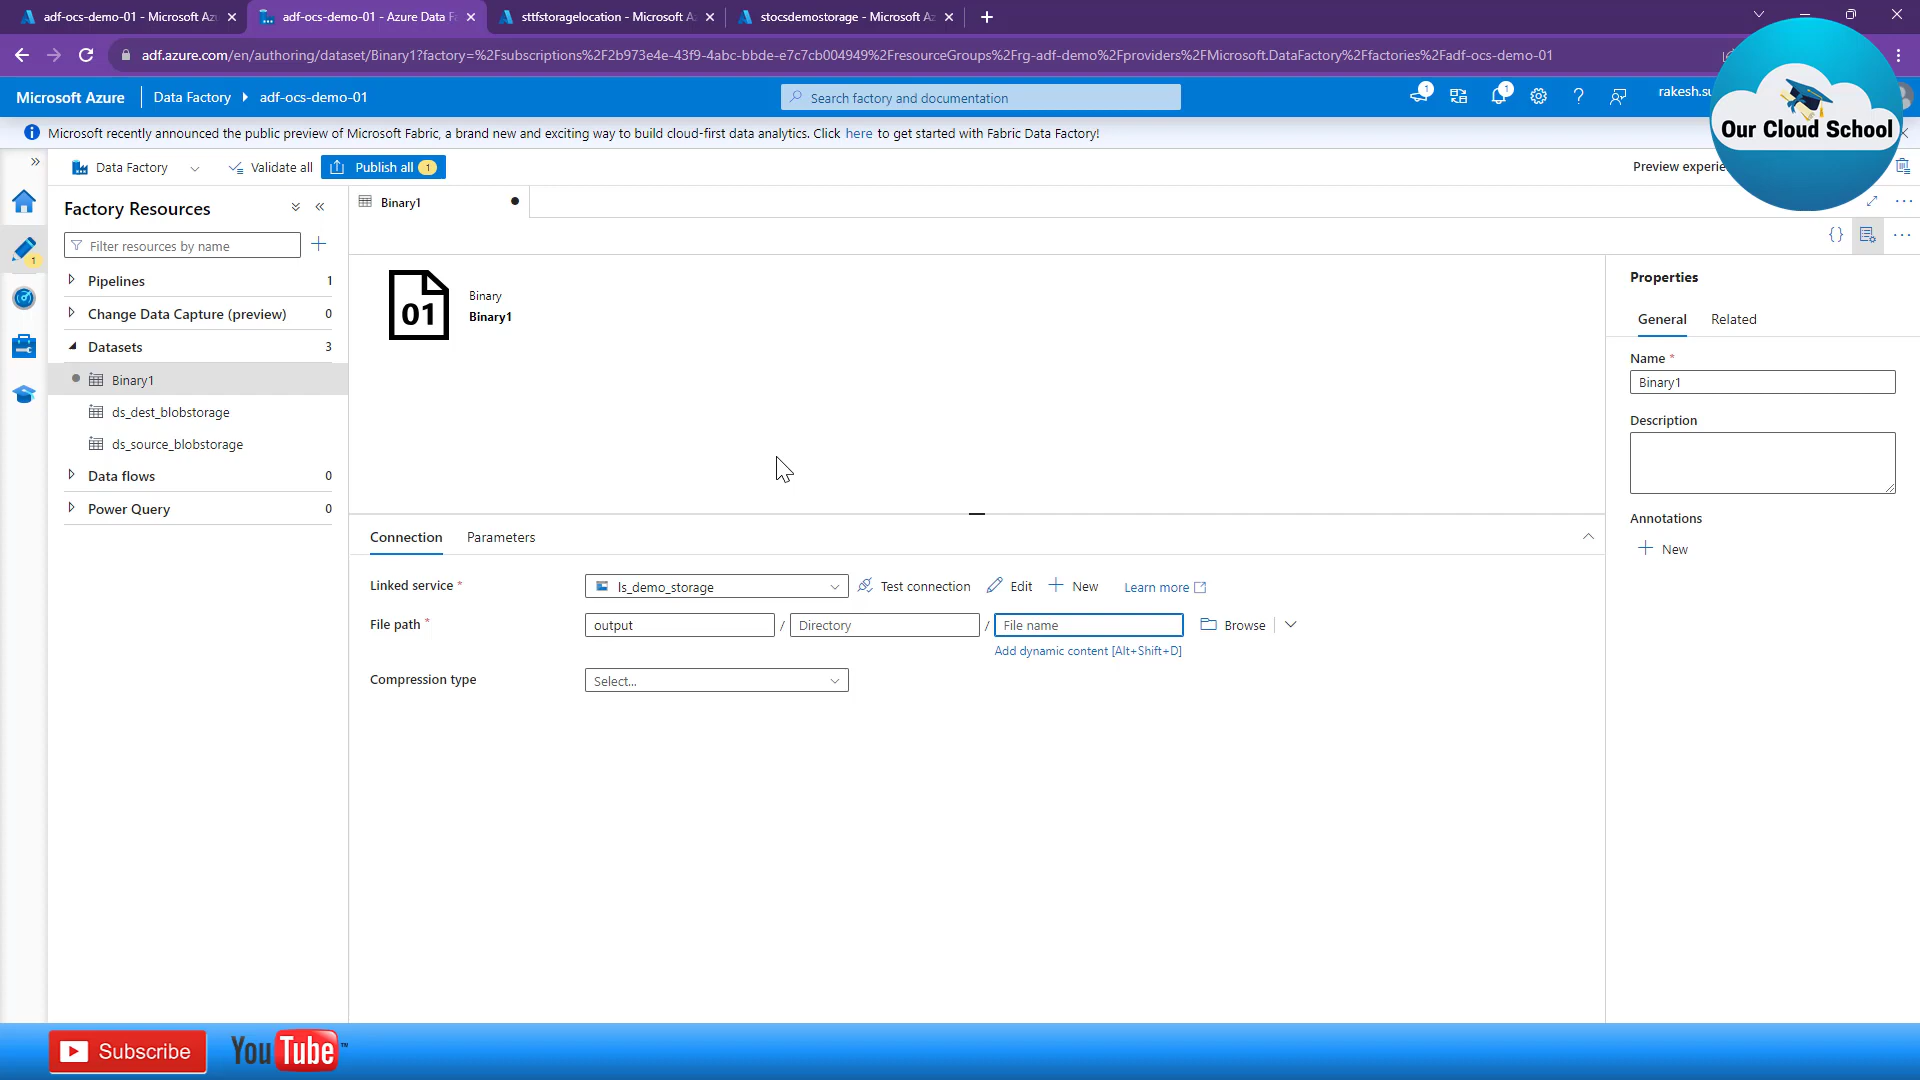 adf-ocs-demo-01 - Microsoft Azu
adf-ocs-demo-01 - Azure Data Fa
sttfstoragelocation - Microsoft A
stocsdemostorage - Microsoft Az
adf.azure.com/en/authoring/dataset/Binary1?factory=%2Fsubscriptions%2F2b973e4e-43f9-4abc-bbde-e7c7cb004949%2FresourceGroups%2Frg-adf-demo%2Fproviders%2FMicrosoft.DataFactory%2Ffactories%2Fadf-ocs-demo-01
Microsoft Azure
Data Factory
adf-ocs-demo-01
Search factory and documentation
1
1
rakesh.su
Our Cloud School
Microsoft recently announced the public preview of Microsoft Fabric, a brand new and exciting way to build cloud-first data analytics. Click here to get started with Fabric Data Factory!
Data Factory
Validate all
Publish all 1
Preview experie
1
Factory Resources
Filter resources by name
Pipelines 1
Change Data Capture (preview) 0
Datasets 3
Binary1
ds_dest_blobstorage
ds_source_blobstorage
Data flows 0
Power Query 0
Binary1
01
Binary
Binary1
Connection
Parameters
Linked service *
ls_demo_storage
Test connection
Edit
New
Learn more
File path *
output
/
Directory
/
File name
Browse
Add dynamic content [Alt+Shift+D]
Compression type
Select...
Properties
General
Related
Name *
Binary1
Description
Annotations
New
Subscribe
YouTube
TM